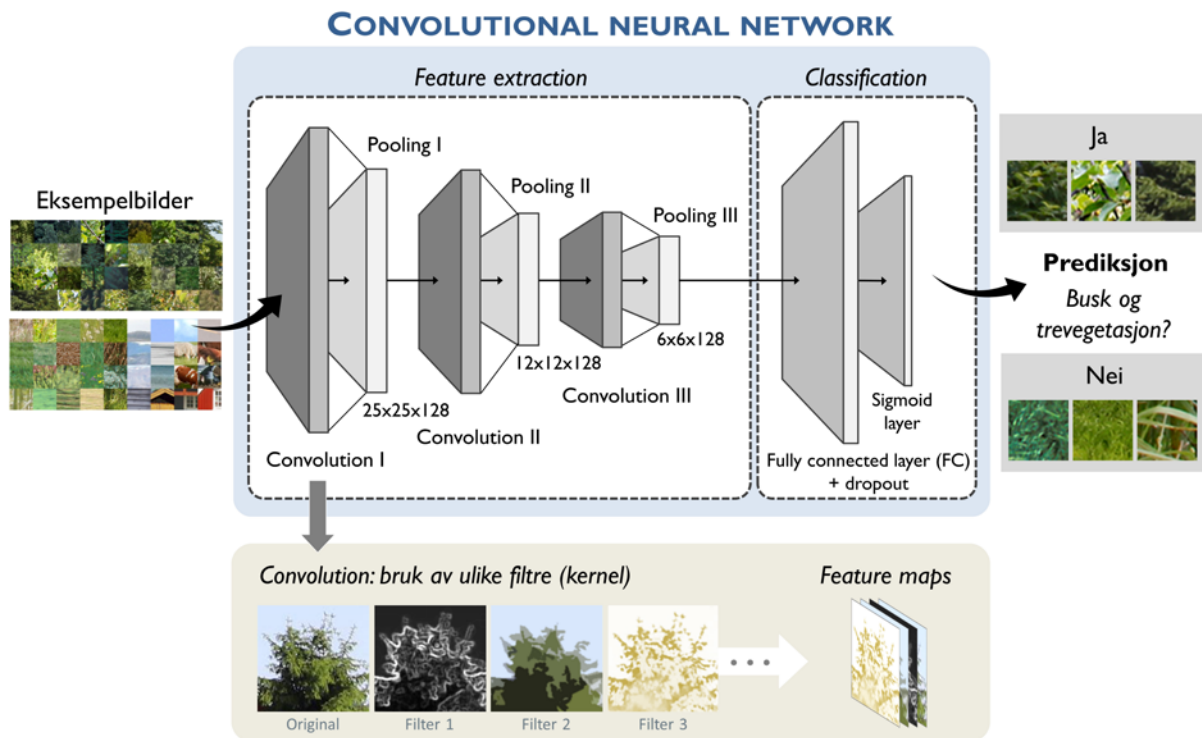 CONVOLUTIONAL NEURAL NETWORK
Feature extraction
Classification
Eksempelbilder
Pooling I
Pooling II
Pooling III
25x25x128
12x12x128
6x6x128
Convolution I
Convolution II
Convolution III
Sigmoid
layer
Fully connected layer (FC)
+ dropout
Ja
Prediksjon
Busk og
trevegetasjon?
Nei
Convolution: bruk av ulike filtre (kernel)
Feature maps
Original
Filter 1
Filter 2
Filter 3